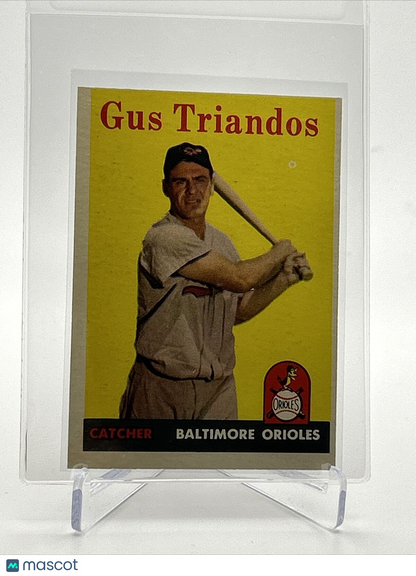 Gus Triandos
ORIOLES
CATCHER BALTIMORE ORIOLES
mascot